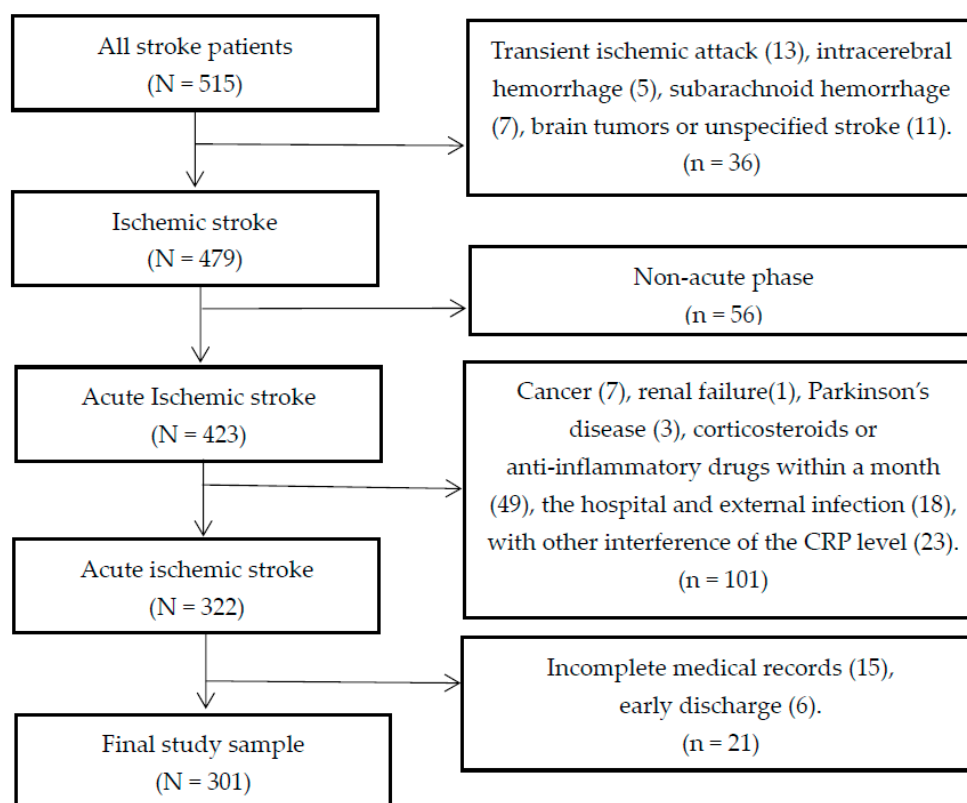 All stroke patients
(N = 515)
Transient ischemic attack (13), intracerebral
hemorrhage (5), subarachnoid hemorrhage
(7), brain tumors or unspecified stroke (11).
(n = 36)
Ischemic stroke
(N = 479)
Non-acute phase
(n = 56)
Acute Ischemic stroke
(N = 423)
Cancer (7), renal failure(1), Parkinson’s
disease (3), corticosteroids or
anti-inflammatory drugs within a month
(49), the hospital and external infection (18),
with other interference of the CRP level (23).
(n = 101)
Acute ischemic stroke
(N = 322)
Incomplete medical records (15),
early discharge (6).
(n = 21)
Final study sample
(N = 301)